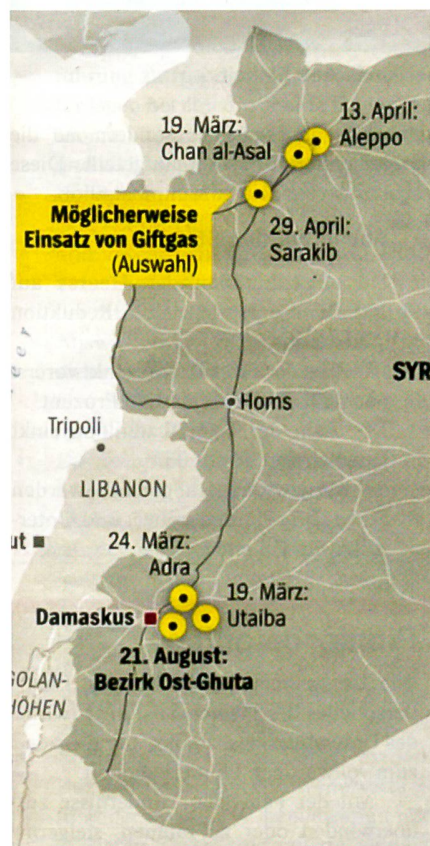 19. März:
Chan al-Asal
13. April:
Aleppo
Möglicherweise
Einsatz von Giftgas
(Auswahl)
29. April:
Sarakib
SYR
Homs
Tripoli
LIBANON
ut
24. März:
Adra
19. März:
Utaiba
Damaskus
21. August:
Bezirk Ost-Ghuta
GOLAN-
HÖHEN